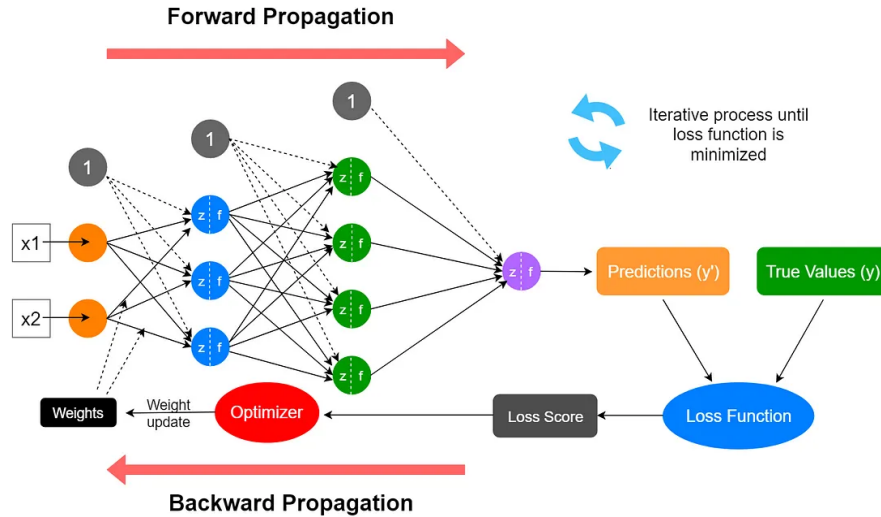 Forward Propagation
1
Iterative process until
loss function is
minimized
1
1
z f
z f
x1
z f
z f
z f
Predictions (y')
True Values (y)
z f
x2
z f
z f
z f
Weights
Weight
update
Optimizer
Loss Score
Loss Function
Backward Propagation